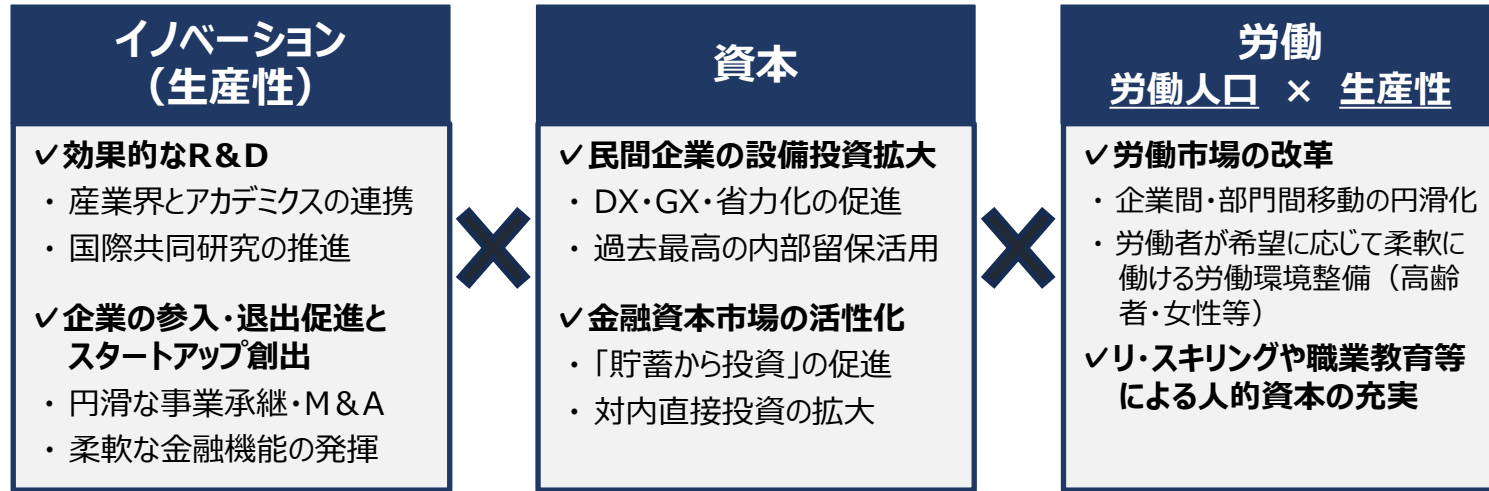 イノベーション
（生産性）
✓効果的なR＆D
・産業界とアカデミクスの連携
・国際共同研究の推進
✓企業の参入・退出促進と
スタートアップ創出
・円滑な事業承継・M＆A
・柔軟な金融機能の発揮
資本
✓民間企業の設備投資拡大
・DX・GX・省力化の促進
・過去最高の内部留保活用
✓金融資本市場の活性化
・「貯蓄から投資」の促進
・対内直接投資の拡大
労働
労働人口 × 生産性
✓労働市場の改革
・企業間・部門間移動の円滑化
・労働者が希望に応じて柔軟に
働ける労働環境整備（高齢
者・女性等）
✓リ・スキリングや職業教育等
による人的資本の充実